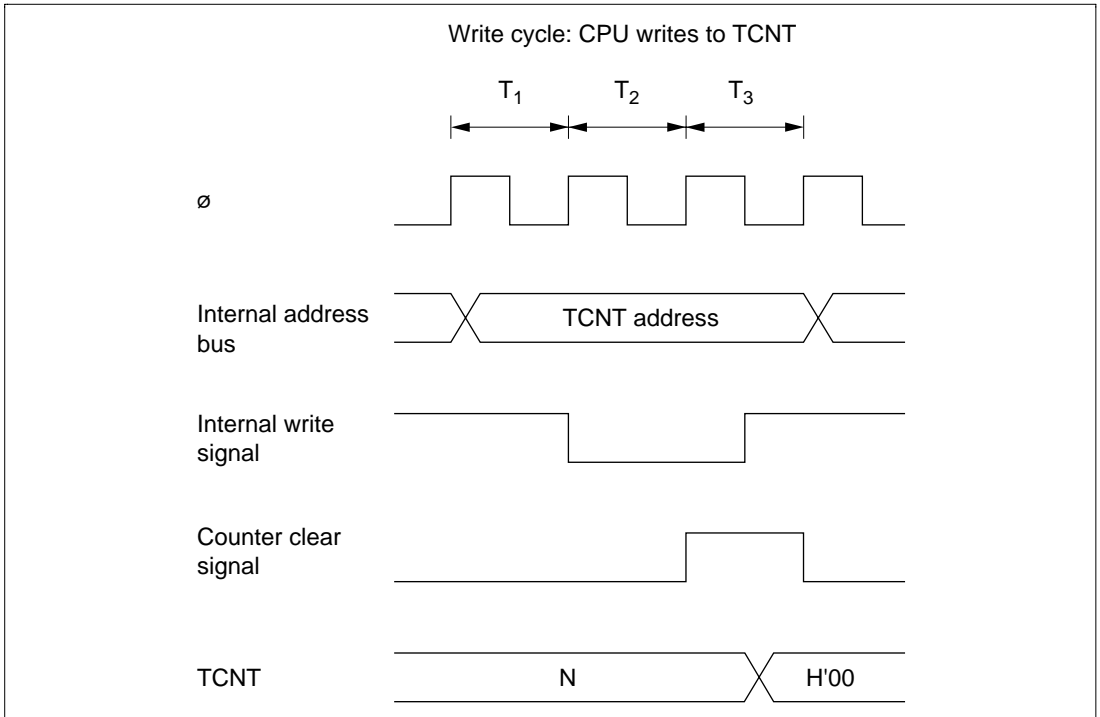 Write cycle: CPU writes to TCNT
T1
T2
T3
ø
Internal address
bus
TCNT address
Internal write
signal
Counter clear
signal
TCNT
N
H'00